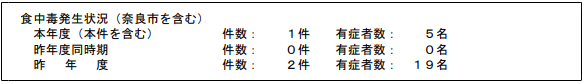 食中毒発生状況（奈良市を含む）
本年度（本件を含む） 件数： １件 有症者数： ５名
昨年度同時期 件数： ０件 有症者数： ０名
昨　年　度 件数： ２件 有症者数： １９名